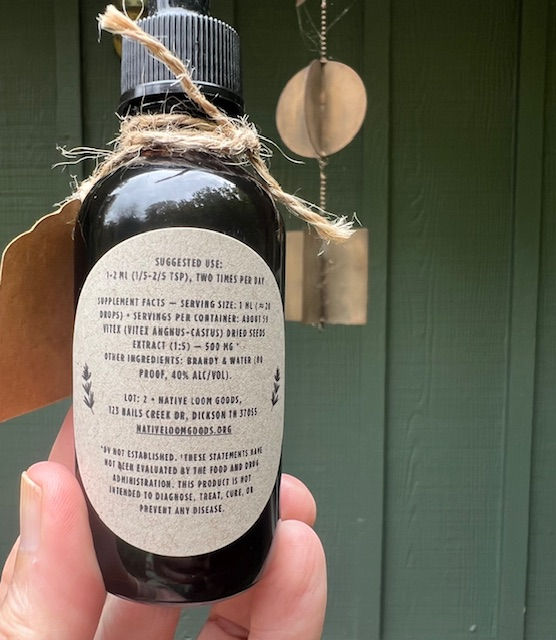 SUGGESTED USE:
1-2 ML (1/5-2/5 TSP), TWO TIMES PER DAY
SUPPLEMENT FACTS — SERVING SIZE: 1 ML (≈20
DROPS) • SERVINGS PER CONTAINER: ABOUT 59
VITEX (VITEX ANGNUS-CASTUS) DRIED SEEDS
EXTRACT (1:5) — 500 MG *
OTHER INGREDIENTS: BRANDY & WATER (80
PROOF, 40% ALC/VOL).
LOT: 2 • NATIVE LOOM GOODS,
123 NAILS CREEK DR, DICKSON TN 37055
NATIVELOOMGOODS.ORG
*DV NOT ESTABLISHED. †THESE STATEMENTS HAVE
NOT BEEN EVALUATED BY THE FOOD AND DRUG
ADMINISTRATION. THIS PRODUCT IS NOT
INTENDED TO DIAGNOSE, TREAT, CURE, OR
PREVENT ANY DISEASE.